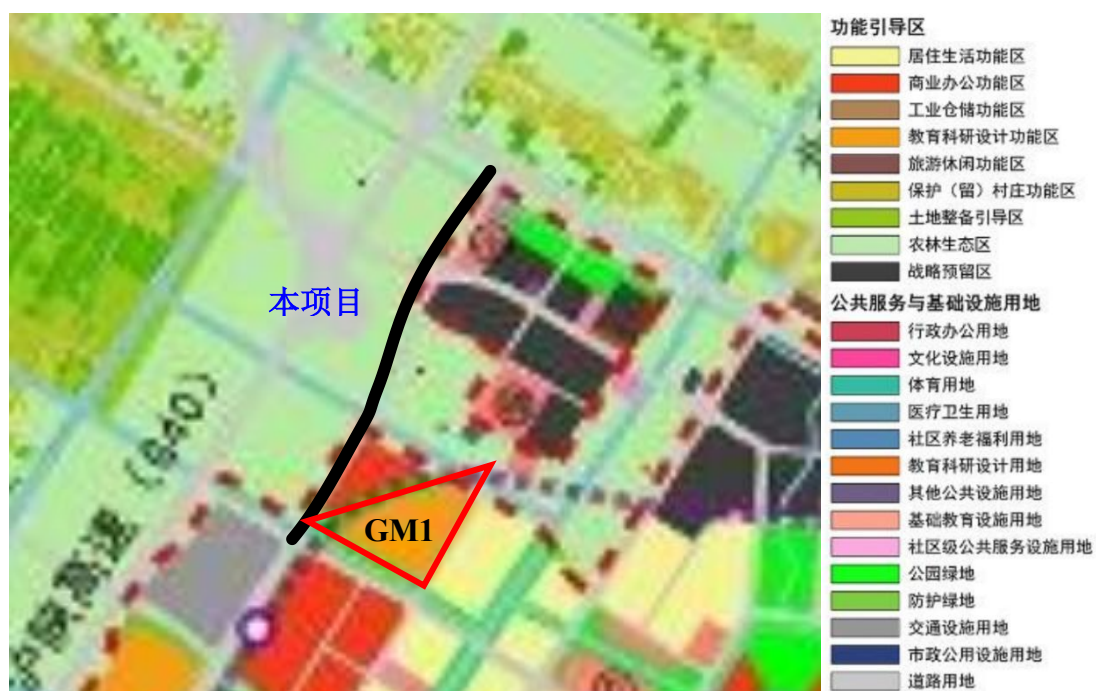 本项目
GM1
高速（G40）
功能引导区
居住生活功能区
商业办公功能区
工业仓储功能区
教育科研设计功能区
旅游休闲功能区
保护（留）村庄功能区
土地整备引导区
农林生态区
战略预留区
公共服务与基础设施用地
行政办公用地
文化设施用地
体育用地
医疗卫生用地
社区养老福利用地
教育科研设计用地
其他公共设施用地
基础教育设施用地
社区级公共服务设施用地
公园绿地
防护绿地
交通设施用地
市政公用设施用地
道路用地